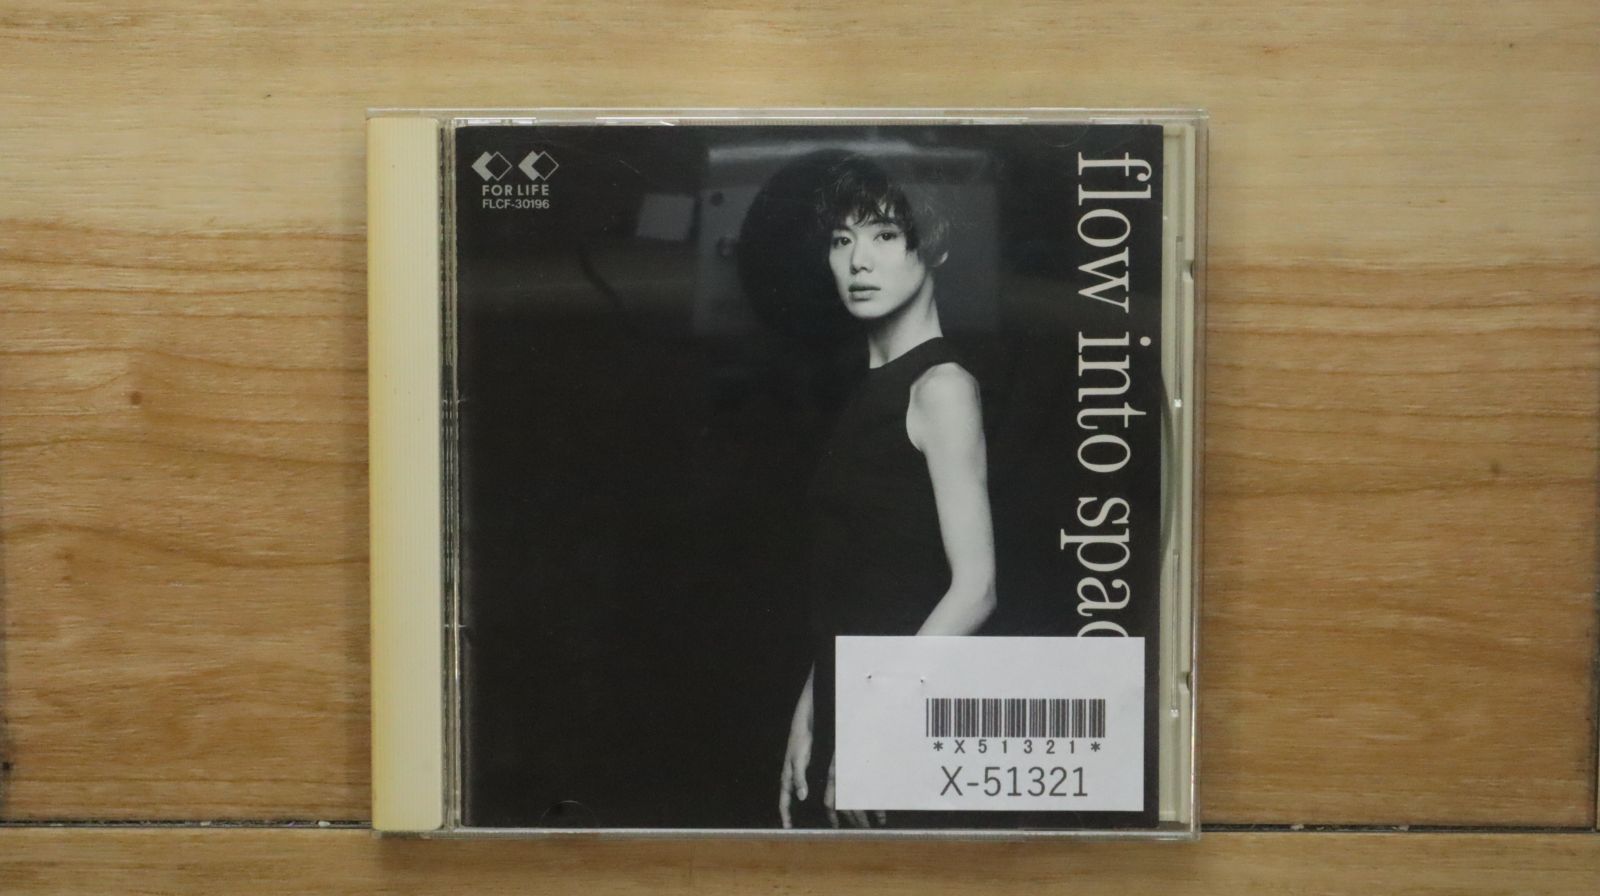 FOR LIFE
FLCF-30196
flow into spac
*X51321*
X-51321